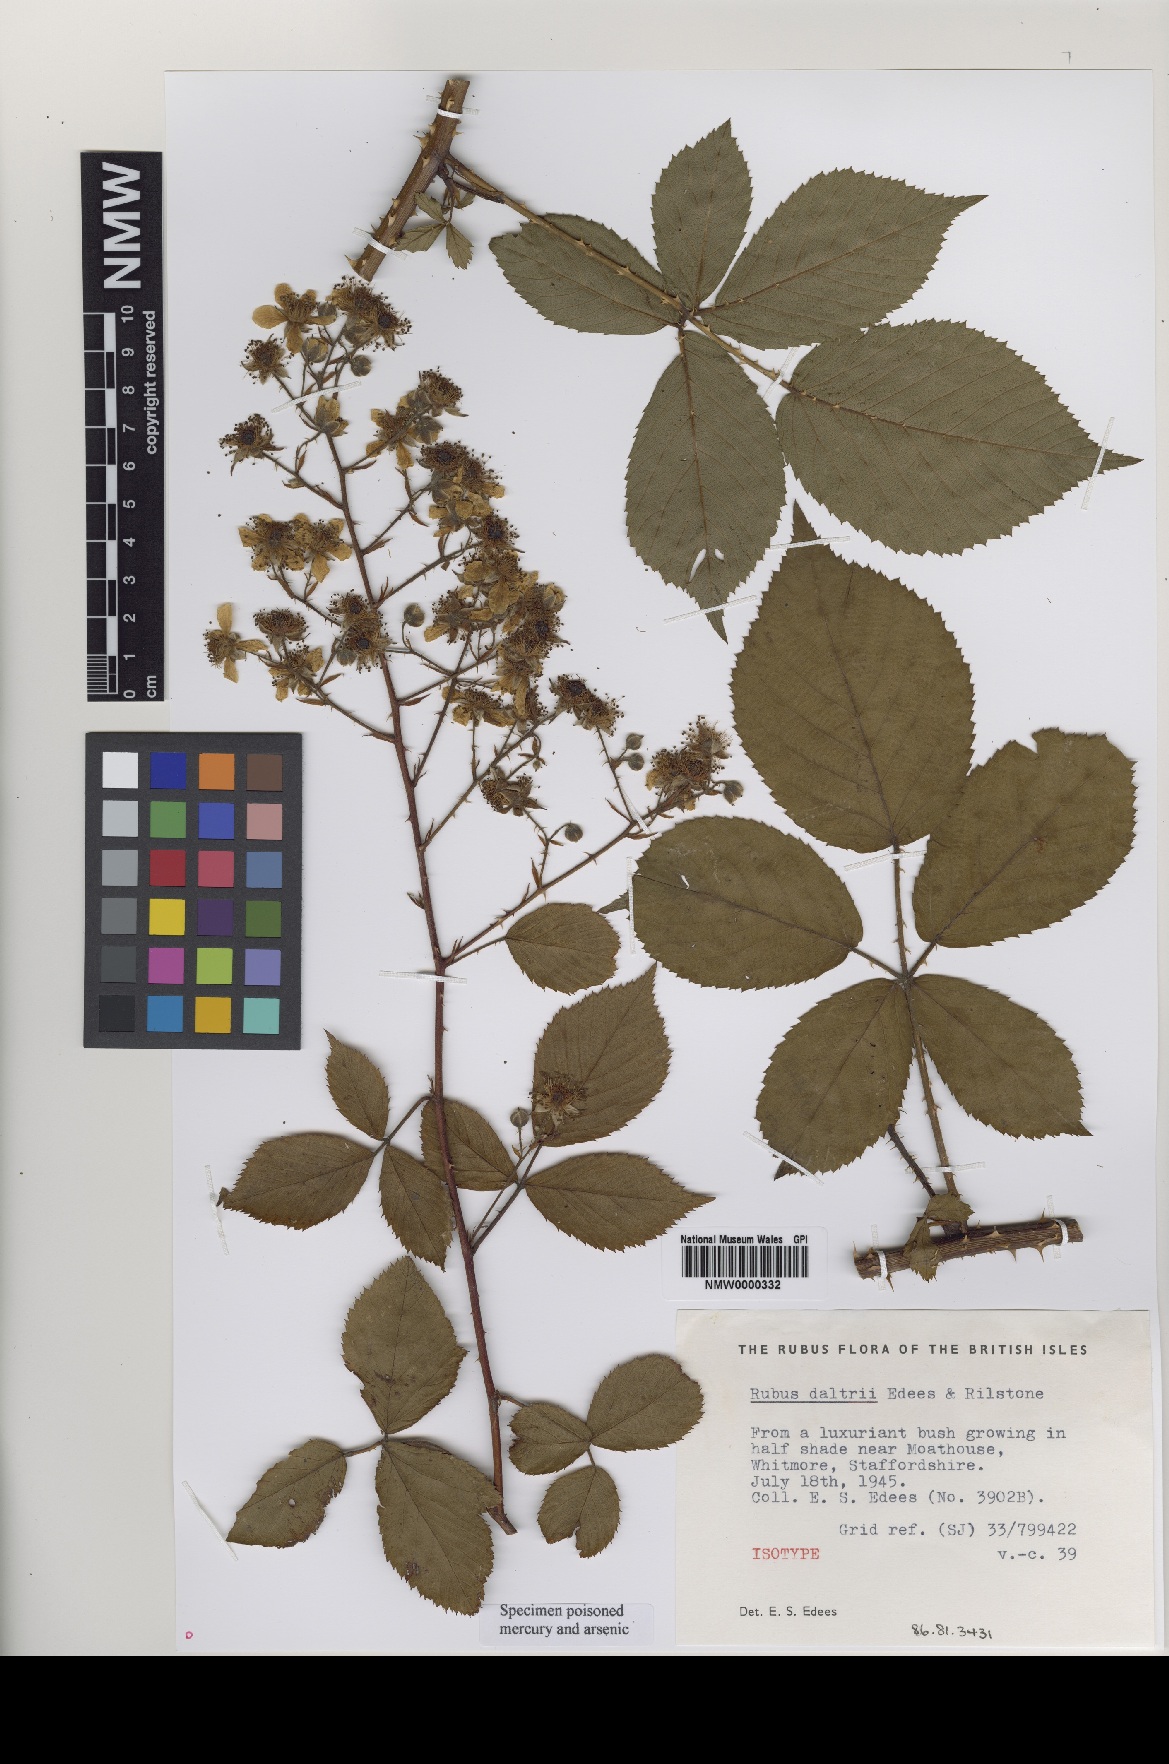 NMW
10
9
8
7
6
5
4
3
2
1
0
cm
copyright reserved
National Museum Wales GPI
NMW0000332
THE RUBUS FLORA OF THE BRITISH ISLES
Rubus daltrii Edees & Rilstone
From a luxuriant bush growing in
half shade near Moathouse,
Whitmore, Staffordshire.
July 18th, 1945.
Coll. E. S. Edees (No. 3902B).
Grid ref. (SJ) 33/799422
ISOTYPE v.-c. 39
Det. E. S. Edees
86.81.3431
Specimen poisoned
mercury and arsenic